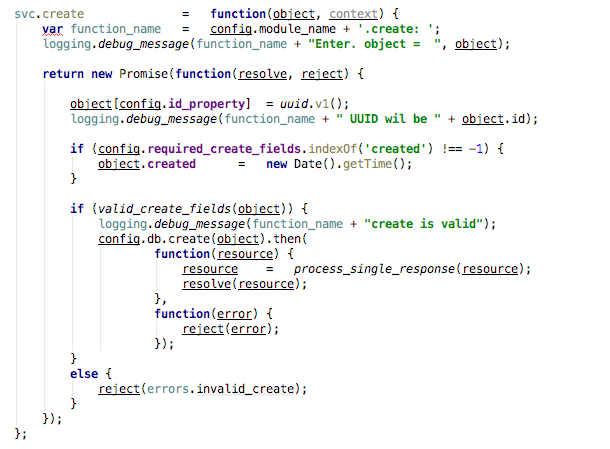 svc.create              =   function(object, context) {
    var function_name   =   config.module_name + '.create: ';
    logging.debug_message(function_name + "Enter. object =  ", object);
    return new Promise(function(resolve, reject) {
        object[config.id_property]  = uuid.v1();
        logging.debug_message(function_name + " UUID wil be " + object.id);
        if (config.required_create_fields.indexOf('created') !== -1) {
            object.created      =   new Date().getTime();
        }
        if (valid_create_fields(object)) {
            logging.debug_message(function_name + "create is valid");
            config.db.create(object).then(
                    function(resource) {
                        resource    =   process_single_response(resource);
                        resolve(resource);
                    },
                    function(error) {
                        reject(error);
                    });
        }
        else {
            reject(errors.invalid_create);
        }
    });
};